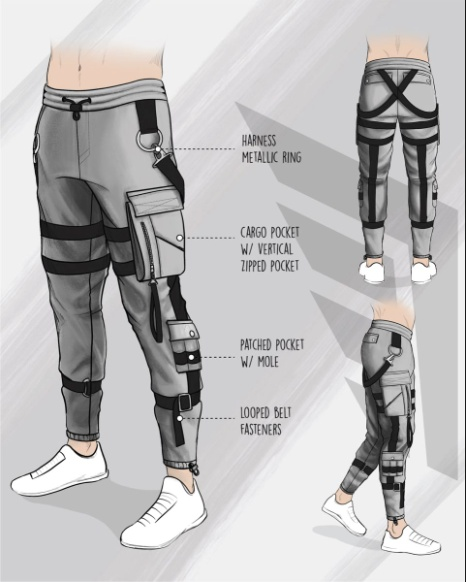 HARNESS
METALLIC RING
CARGO POCKET
W/ VERTICAL
ZIPPED POCKET
PATCHED POCKET
W/ MOLE
LOOPED BELT
FASTENERS